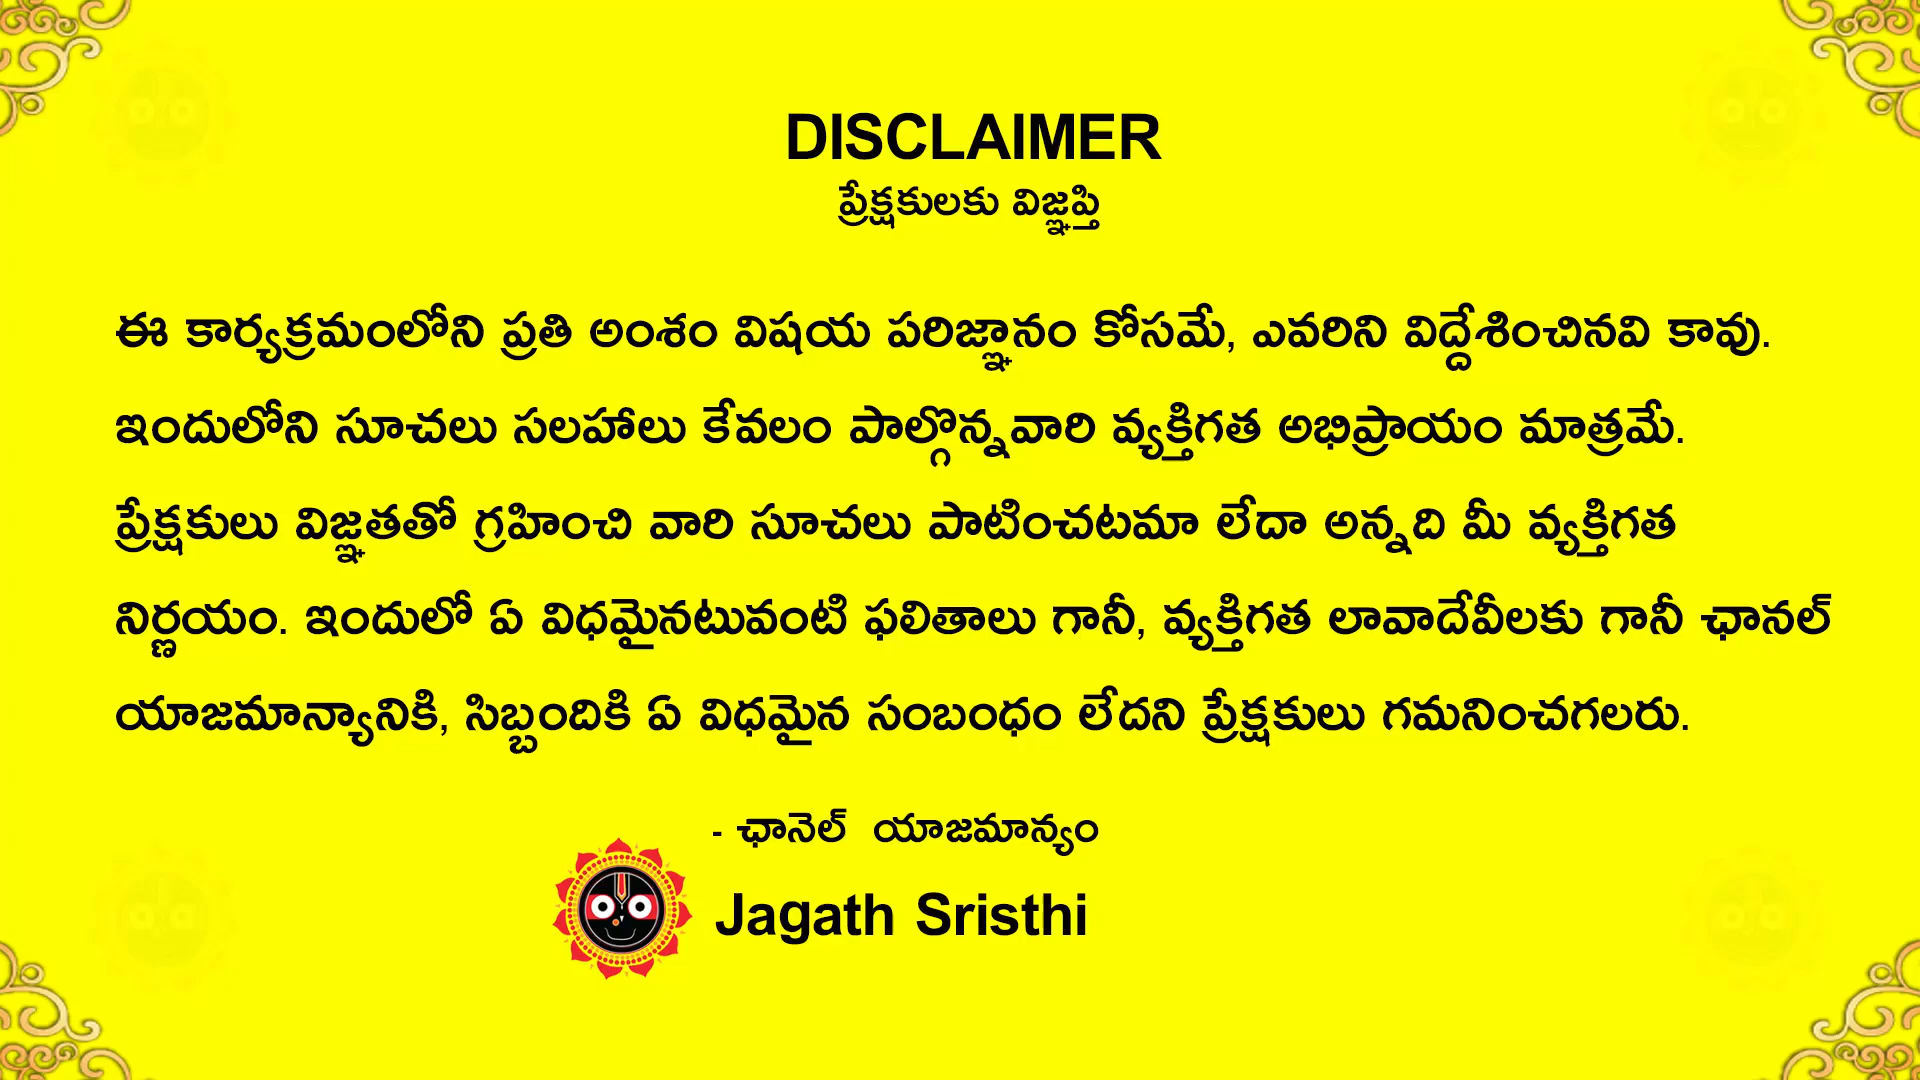 DISCLAIMER
ప్రేక్షకులకు విజ్ఞప్తి
ఈ కార్యక్రమంలోని ప్రతి అంశం విషయ పరిజ్ఞానం కోసమే, ఎవరిని విద్దేశించినవి కావు.
ఇందులోని సూచలు సలహాలు కేవలం పాల్గొన్నవారి వ్యక్తిగత అభిప్రాయం మాత్రమే.
ప్రేక్షకులు విజ్ఞతతో గ్రహించి వారి సూచలు పాటించటమా లేదా అన్నది మీ వ్యక్తిగత
నిర్ణయం. ఇందులో ఏ విధమైనటువంటి ఫలితాలు గానీ, వ్యక్తిగత లావాదేవీలకు గానీ ఛానల్
యాజమాన్యానికి, సిబ్బందికి ఏ విధమైన సంబంధం లేదని ప్రేక్షకులు గమనించగలరు.
- ఛానెల్ యాజమాన్యం
Jagath Sristhi